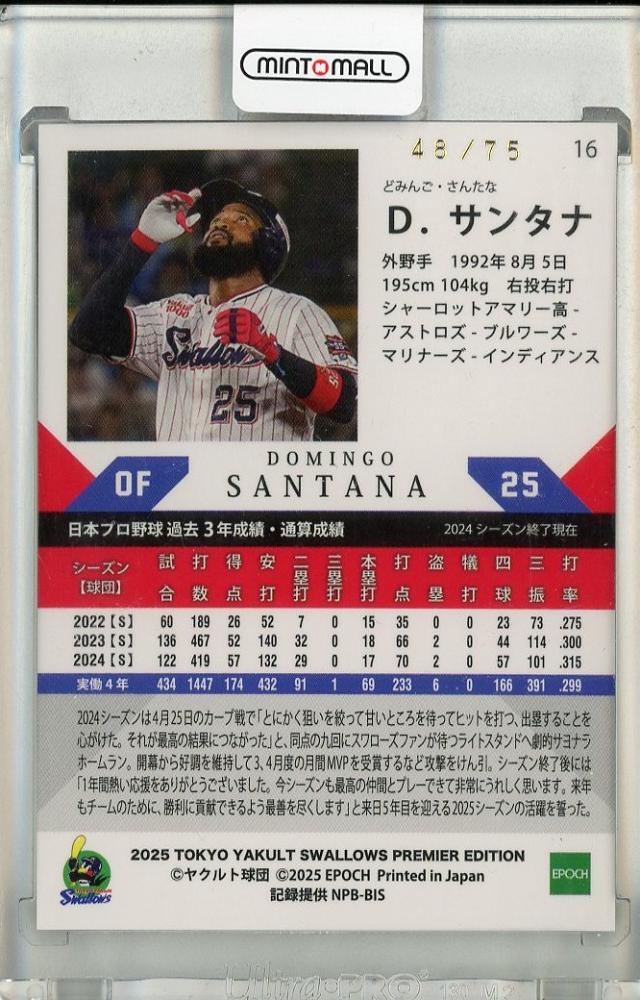 MINT MALL
48/75
16
どみんご・さんたな
D. サンタナ
外野手 1992年8月5日
195cm 104kg 右投右打
シャーロットアマリー高 -
アストロズ - ブルワーズ -
マリナーズ - インディアンス
Swallows
25
DOMINGO
OF SANTANA 25
日本プロ野球 過去3年成績・通算成績 2024 シーズン終了現在
シーズン【球団】 試合 打数 得点 安打 二塁打 三塁打 本塁打 打点 盗塁 犠打 四球 三振 打率
2022【S】 60 189 26 52 7 0 15 35 0 0 23 73 .275
2023【S】 136 467 52 140 32 0 18 66 2 0 44 114 .300
2024【S】 122 419 57 132 29 0 17 70 2 0 57 101 .315
実働4年 434 1447 174 432 91 1 69 233 6 0 166 391 .299
2024シーズンは4月25日のカープ戦で「とにかく狙いを絞って甘いところを待ってヒットを打つ、出塁することを
心がけた。それが最高の結果につながった」と、同点の九回にスワローズファンが待つライトスタンドへ劇的サヨナラ
ホームラン。開幕から好調を維持して3、4月度の月間MVPを受賞するなど攻撃をけん引。シーズン終了後には
「1年間熱い応援をありがとうございました。今シーズンも最高の仲間とプレーできて非常にうれしく思います。来年
もチームのために、勝利に貢献できるよう最善を尽くします」と来日5年目を迎える2025シーズンの活躍を誓った。
Swallows
2025 TOKYO YAKULT SWALLOWS PREMIER EDITION
©ヤクルト球団 ©2025 EPOCH Printed in Japan
記録提供 NPB-BIS
EPOCH
Ultra·PRO